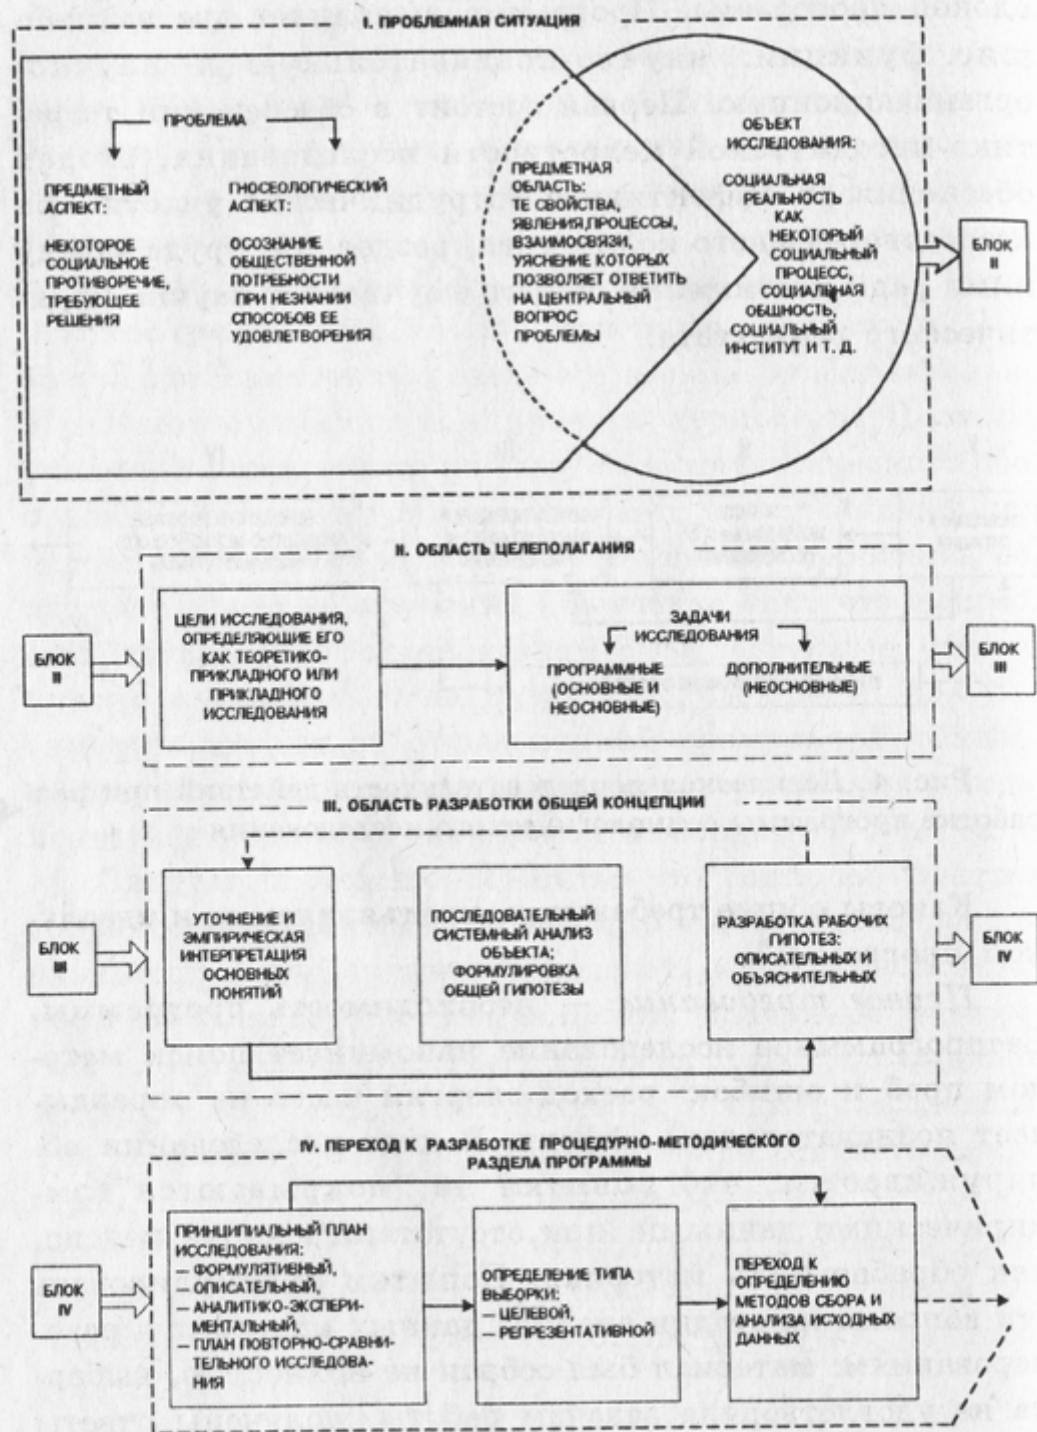 I. ПРОБЛЕМНАЯ СИТУАЦИЯ
ПРОБЛЕМА
ПРЕДМЕТНЫЙ
АСПЕКТ:
НЕКОТОРОЕ
СОЦИАЛЬНОЕ
ПРОТИВОРЕЧИЕ,
ТРЕБУЮЩЕЕ
РЕШЕНИЯ
ГНОСЕОЛОГИЧЕСКИЙ
АСПЕКТ:
ОСОЗНАНИЕ
ОБЩЕСТВЕННОЙ
ПОТРЕБНОСТИ
ПРИ НЕЗНАНИИ
СПОСОБОВ ЕЕ
УДОВЛЕТВОРЕНИЯ
ПРЕДМЕТНАЯ
ОБЛАСТЬ:
ТЕ СВОЙСТВА,
ЯВЛЕНИЯ, ПРОЦЕССЫ,
ВЗАИМОСВЯЗИ,
УЯСНЕНИЕ КОТОРЫХ
ПОЗВОЛЯЕТ ОТВЕТИТЬ
НА ЦЕНТРАЛЬНЫЙ
ВОПРОС
ПРОБЛЕМЫ
ОБЪЕКТ
ИССЛЕДОВАНИЯ:
СОЦИАЛЬНАЯ
РЕАЛЬНОСТЬ
КАК
НЕКОТОРЫЙ
СОЦИАЛЬНЫЙ
ПРОЦЕСС,
СОЦИАЛЬНАЯ
ОБЩНОСТЬ,
СОЦИАЛЬНЫЙ
ИНСТИТУТ И Т. Д.
БЛОК
II
II. ОБЛАСТЬ ЦЕЛЕПОЛАГАНИЯ
БЛОК
II
ЦЕЛИ ИССЛЕДОВАНИЯ,
ОПРЕДЕЛЯЮЩИЕ ЕГО
КАК ТЕОРЕТИКО-
ПРИКЛАДНОГО ИЛИ
ПРИКЛАДНОГО
ИССЛЕДОВАНИЯ
ЗАДАЧИ
ИССЛЕДОВАНИЯ
ПРОГРАММНЫЕ
(ОСНОВНЫЕ И
НЕОСНОВНЫЕ)
ДОПОЛНИТЕЛЬНЫЕ
(НЕОСНОВНЫЕ)
БЛОК
III
III. ОБЛАСТЬ РАЗРАБОТКИ ОБЩЕЙ КОНЦЕПЦИИ
БЛОК
III
УТОЧНЕНИЕ И
ЭМПИРИЧЕСКАЯ
ИНТЕРПРЕТАЦИЯ
ОСНОВНЫХ
ПОНЯТИЙ
ПОСЛЕДОВАТЕЛЬНЫЙ
СИСТЕМНЫЙ АНАЛИЗ
ОБЪЕКТА;
ФОРМУЛИРОВКА
ОБЩЕЙ ГИПОТЕЗЫ
РАЗРАБОТКА РАБОЧИХ
ГИПОТЕЗ:
ОПИСАТЕЛЬНЫХ И
ОБЪЯСНИТЕЛЬНЫХ
БЛОК
IV
IV. ПЕРЕХОД К РАЗРАБОТКЕ ПРОЦЕДУРНО-МЕТОДИЧЕСКОГО
РАЗДЕЛА ПРОГРАММЫ
БЛОК
IV
ПРИНЦИПИАЛЬНЫЙ ПЛАН
ИССЛЕДОВАНИЯ:
— ФОРМУЛЯТИВНЫЙ,
— ОПИСАТЕЛЬНЫЙ,
— АНАЛИТИКО-ЭКСПЕРИ-
МЕНТАЛЬНЫЙ,
— ПЛАН ПОВТОРНО-СРАВНИ-
ТЕЛЬНОГО ИССЛЕДОВА-
НИЯ
ОПРЕДЕЛЕНИЕ ТИПА
ВЫБОРКИ:
— ЦЕЛЕВОЙ,
— РЕПРЕЗЕНТАТИВНОЙ
ПЕРЕХОД К
ОПРЕДЕЛЕНИЮ
МЕТОДОВ СБОРА И
АНАЛИЗА ИСХОДНЫХ
ДАННЫХ